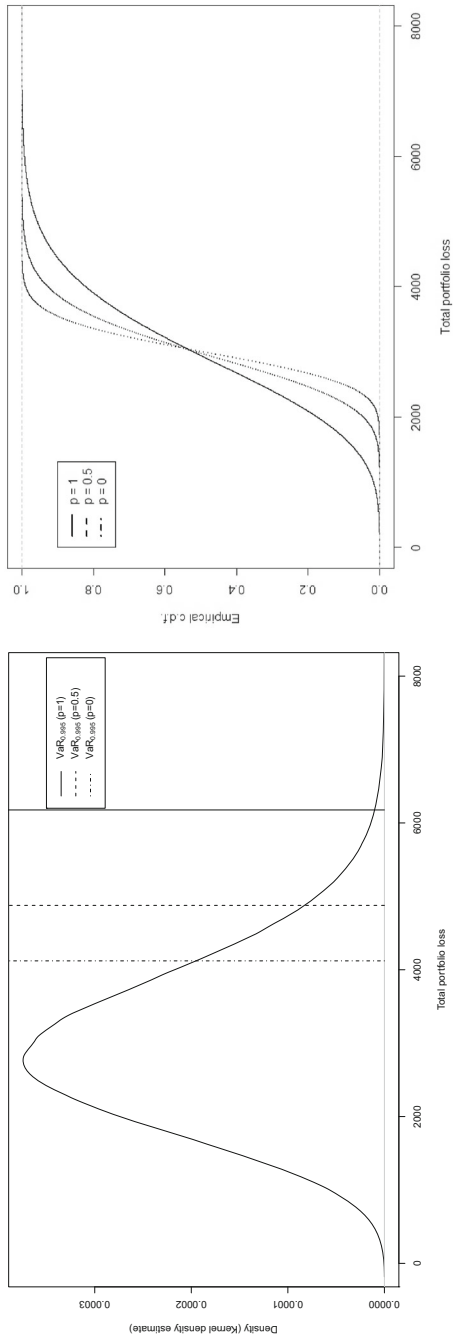 Density (Kernel density estimate)
0.0000
0.0001
0.0002
0.0003
0
2000
4000
6000
8000
Total portfolio loss
VaR0.995 (p=1)
VaR0.995 (p=0.5)
VaR0.995 (p=0)
Empirical c.d.f.
0.0
0.2
0.4
0.6
0.8
1.0
0
2000
4000
6000
8000
Total portfolio loss
p = 1
p = 0.5
p = 0